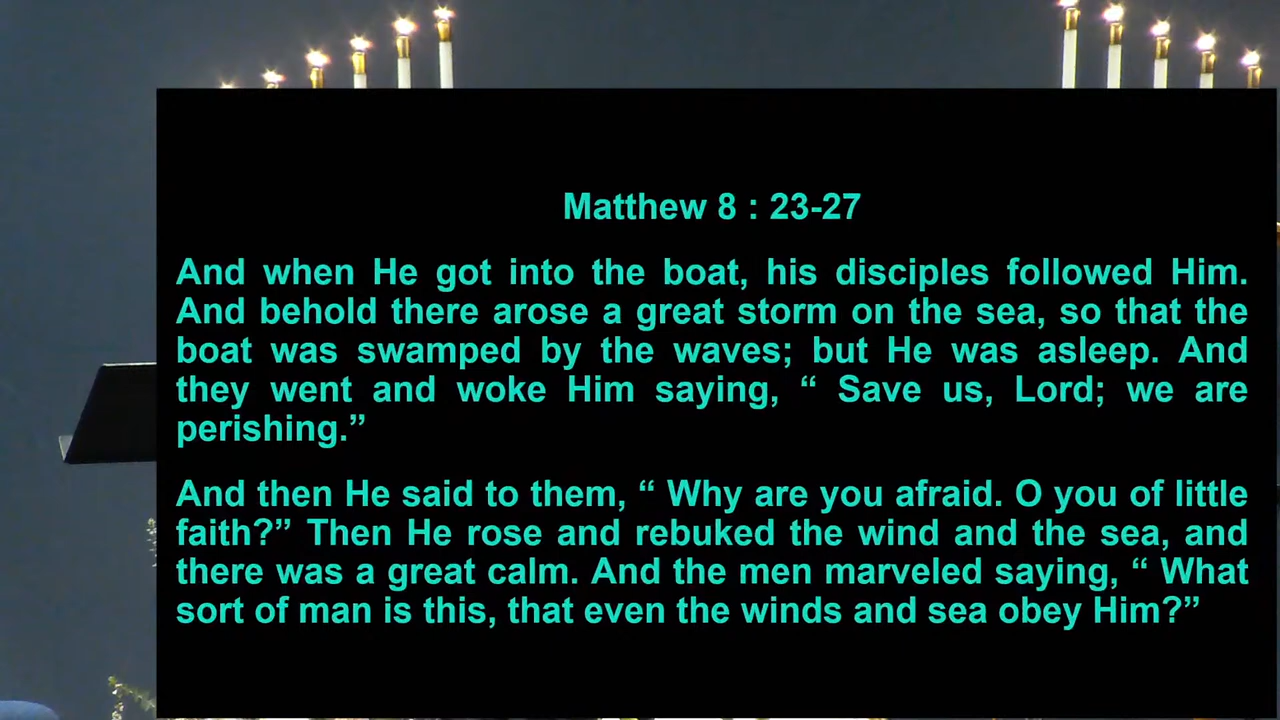 Matthew 8 : 23-27
And when He got into the boat, his disciples followed Him.
And behold there arose a great storm on the sea, so that the
boat was swamped by the waves; but He was asleep. And
they went and woke Him saying, “ Save us, Lord; we are
perishing.”
And then He said to them, “ Why are you afraid. O you of little
faith?” Then He rose and rebuked the wind and the sea, and
there was a great calm. And the men marveled saying, “ What
sort of man is this, that even the winds and sea obey Him?”